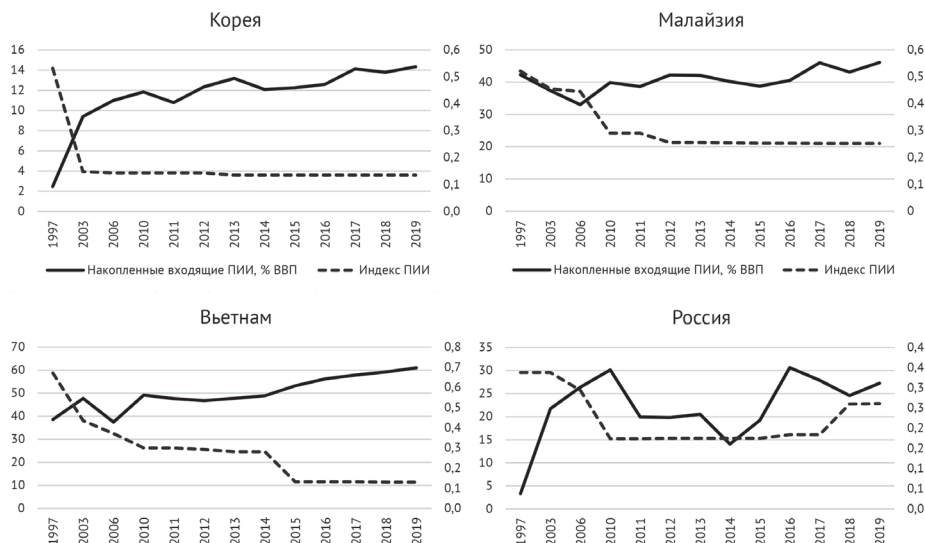 Корея
16 14 12 10 8 6 4 2 0
0,6 0,5 0,4 0,3 0,2 0,1 0,0
1997 2003 2006 2010 2011 2012 2013 2014 2015 2016 2017 2018 2019
Накопленные входящие ПИИ, % ВВП Индекс ПИИ
Малайзия
50 40 30 20 10 0
0,6 0,5 0,4 0,3 0,2 0,1 0
1997 2003 2006 2010 2011 2012 2013 2014 2015 2016 2017 2018 2019
Накопленные входящие ПИИ, % ВВП Индекс ПИИ
Вьетнам
70 60 50 40 30 20 10 0
0,8 0,7 0,6 0,5 0,4 0,3 0,2 0,1 0,0
1997 2003 2006 2010 2011 2012 2013 2014 2015 2016 2017 2018 2019
Россия
35 30 25 20 15 10 5 0
0,4 0,4 0,3 0,3 0,2 0,2 0,1 0,1 0,0
1997 2003 2006 2010 2011 2012 2013 2014 2015 2016 2017 2018 2019